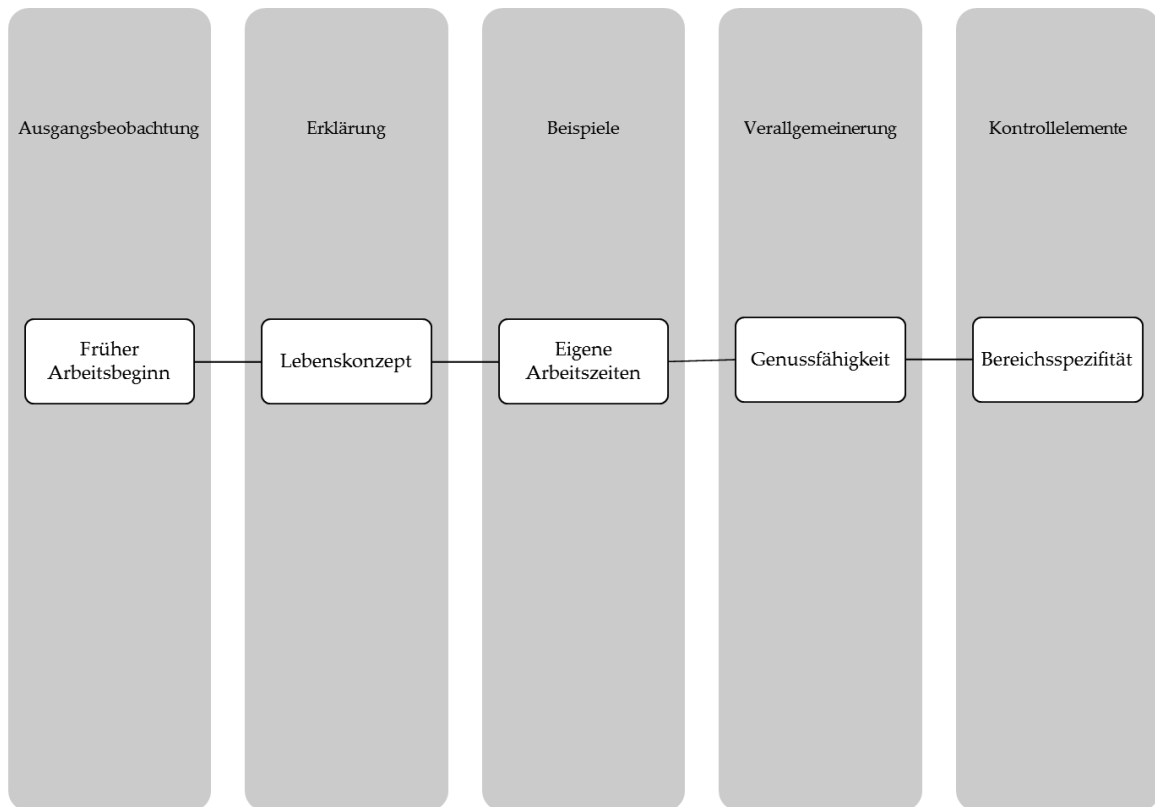 Ausgangsbeobachtung
Erklärung
Beispiele
Verallgemeinerung
Kontrollelemente
Früher
Arbeitsbeginn
Lebenskonzept
Eigene
Arbeitszeiten
Genussfähigkeit
Bereichsspezifität